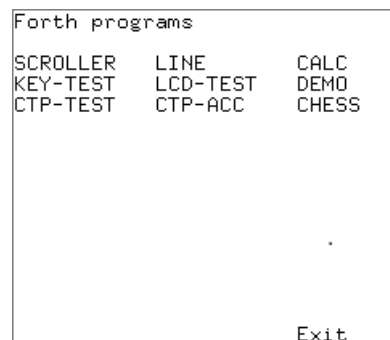 Forth programs
SCROLLER LINE CALC
KEY-TEST LCD-TEST DEMO
CTP-TEST CTP-ACC CHESS
Exit